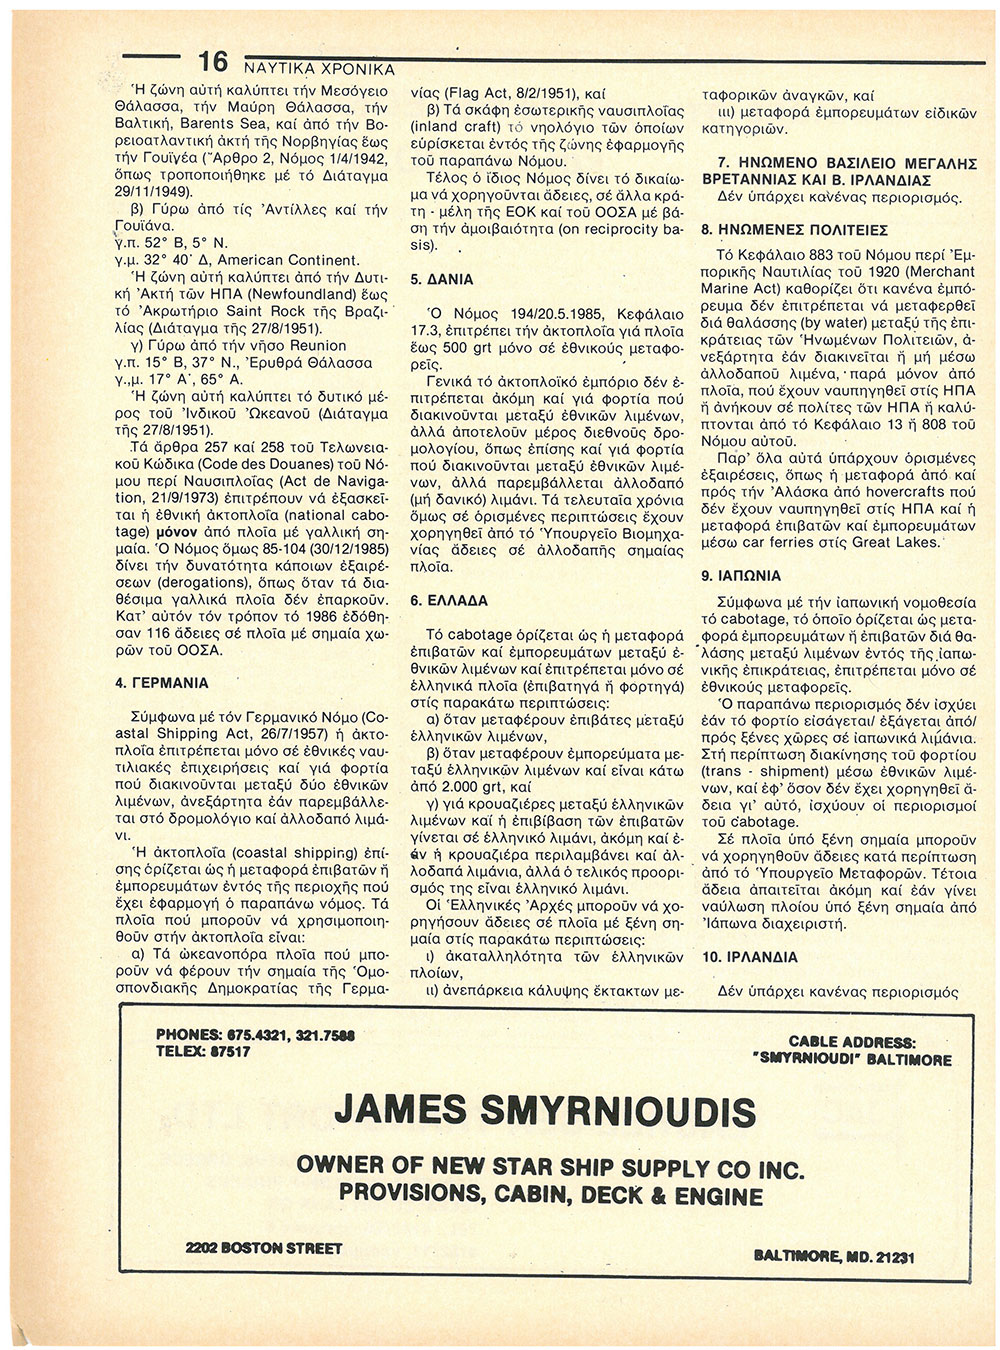 16 ΝΑΥΤΙΚΑ ΧΡΟΝΙΚΑ
Ἡ ζώνη αὐτή καλύπτει τήν Μεσόγειο
Θάλασσα, τήν Μαύρη Θάλασσα, τήν
Βαλτική, Barents Sea, καί ἀπό τήν Βο-
ρειοατλαντική ἀκτή τῆς Νορβηγίας ἕως
τήν Γουϊνέα (Ἄρθρο 2, Νόμος 1/4/1942,
ὅπως τροποποιήθηκε μέ τό Διάταγμα
29/11/1949).
β) Γύρω ἀπό τίς Ἀντίλλες καί τήν
Γουϊάνα.
γ.π. 52° Β, 5° Ν.
γ.μ. 32° 40' Δ, American Continent.
Ἡ ζώνη αὐτή καλύπτει ἀπό τήν Δυτι-
κή Ἀκτή τῶν ΗΠΑ (Newfoundland) ἕως
τό Ἀκρωτήριο Saint Rock τῆς Βραζι-
λίας (Διάταγμα τῆς 27/8/1951).
γ) Γύρω ἀπό τήν νῆσο Reunion
γ.π. 15° Β, 37° Ν., Ἐρυθρά Θάλασσα
γ.,μ. 17° Α', 65° Α.
Ἡ ζώνη αὐτή καλύπτει τό δυτικό μέ-
ρος τοῦ Ἰνδικοῦ Ὠκεανοῦ (Διάταγμα
τῆς 27/8/1951).
Τά ἄρθρα 257 καί 258 τοῦ Τελωνεια-
κοῦ Κώδικα (Code des Douanes) τοῦ Νό-
μου περί Ναυσιπλοΐας (Act de Naviga-
tion, 21/9/1973) ἐπιτρέπουν νά ἐξασκεῖ-
ται ἡ ἐθνική ἀκτοπλοΐα (national cabo-
tage) μόνον ἀπό πλοῖα μέ γαλλική ση-
μαία. Ὁ Νόμος ὅμως 85-104 (30/12/1985)
δίνει τήν δυνατότητα κάποιων ἐξαιρέ-
σεων (derogations), ὅπως ὅταν τά δια-
θέσιμα γαλλικά πλοῖα δέν ἐπαρκοῦν.
Κατ' αὐτόν τόν τρόπον τό 1986 ἐδόθη-
σαν 116 ἄδειες σέ πλοῖα μέ σημαία χω-
ρῶν τοῦ ΟΟΣΑ.
4. ΓΕΡΜΑΝΙΑ
Σύμφωνα μέ τόν Γερμανικό Νόμο (Co-
astal Shipping Act, 26/7/1957) ἡ ἀκτο-
πλοΐα ἐπιτρέπεται μόνο σέ ἐθνικές ναυ-
τιλιακές ἐπιχειρήσεις καί γιά φορτία
πού διακινοῦνται μεταξύ δύο ἐθνικῶν
λιμένων, ἀνεξάρτητα ἐάν παρεμβάλλε-
ται στό δρομολόγιο καί ἀλλοδαπό λιμά-
νι.
Ἡ ἀκτοπλοΐα (coastal shipping) ἐπί-
σης ὁρίζεται ὡς ἡ μεταφορά ἐπιβατῶν ἤ
ἐμπορευμάτων ἐντός τῆς περιοχῆς πού
ἔχει ἐφαρμογή ὁ παραπάνω νόμος. Τά
πλοῖα πού μποροῦν νά χρησιμοποιη-
θοῦν στήν ἀκτοπλοΐα εἶναι:
α) Τά ὠκεανοπόρα πλοῖα πού μπο-
ροῦν νά φέρουν τήν σημαία τῆς Ὁμο-
σπονδιακῆς Δημοκρατίας τῆς Γερμα-
νίας (Flag Act, 8/2/1951), καί
β) Τά σκάφη ἐσωτερικῆς ναυσιπλοΐας
(inland craft) τό νηολόγιο τῶν ὁποίων
εὑρίσκεται ἐντός τῆς ζώνης ἐφαρμογῆς
τοῦ παραπάνω Νόμου.
Τέλος ὁ ἴδιος Νόμος δίνει τό δικαίω-
μα νά χορηγοῦνται ἄδειες, σέ ἄλλα κρά-
τη - μέλη τῆς ΕΟΚ καί τοῦ ΟΟΣΑ μέ βά-
ση τήν ἀμοιβαιότητα (on reciprocity ba-
sis).
5. ΔΑΝΙΑ
Ὁ Νόμος 194/20.5.1985, Κεφάλαιο
17.3, ἐπιτρέπει τήν ἀκτοπλοΐα γιά πλοῖα
ἕως 500 grt μόνο σέ ἐθνικούς μεταφο-
ρεῖς.
Γενικά τό ἀκτοπλοϊκό ἐμπόριο δέν ἐ-
πιτρέπεται ἀκόμη καί γιά φορτία πού
διακινοῦνται μεταξύ ἐθνικῶν λιμένων,
ἀλλά ἀποτελοῦν μέρος διεθνοῦς δρο-
μολογίου, ὅπως ἐπίσης καί γιά φορτία
πού διακινοῦνται μεταξύ ἐθνικῶν λιμέ-
νων, ἀλλά παρεμβάλλεται ἀλλοδαπό
(μή δανικό) λιμάνι. Τά τελευταῖα χρόνια
ὅμως σέ ὁρισμένες περιπτώσεις ἔχουν
χορηγηθεῖ ἀπό τό Ὑπουργεῖο Βιομηχα-
νίας ἄδειες σέ ἀλλοδαπῆς σημαίας
πλοῖα.
6. ΕΛΛΑΔΑ
Τό cabotage ὁρίζεται ὡς ἡ μεταφορά
ἐπιβατῶν καί ἐμπορευμάτων μεταξύ ἐ-
θνικῶν λιμένων καί ἐπιτρέπεται μόνο σέ
ἑλληνικά πλοῖα (ἐπιβατηγά ἤ φορτηγά)
στίς παρακάτω περιπτώσεις:
α) ὅταν μεταφέρουν ἐπιβάτες μεταξύ
ἑλληνικῶν λιμένων,
β) ὅταν μεταφέρουν ἐμπορεύματα με-
ταξύ ἑλληνικῶν λιμένων καί εἶναι κάτω
ἀπό 2.000 grt, καί
γ) γιά κρουαζιέρες μεταξύ ἑλληνικῶν
λιμένων καί ἡ ἐπιβίβαση τῶν ἐπιβατῶν
γίνεται σέ ἑλληνικό λιμάνι, ἀκόμη καί ἐ-
άν ἡ κρουαζιέρα περιλαμβάνει καί ἀλ-
λοδαπά λιμάνια, ἀλλά ὁ τελικός προορι-
σμός της εἶναι ἑλληνικό λιμάνι.
Οἱ Ἑλληνικές Ἀρχές μποροῦν νά χο-
ρηγήσουν ἄδειες σέ πλοῖα μέ ξένη ση-
μαία στίς παρακάτω περιπτώσεις:
ι) ἀκαταλληλότητα τῶν ἑλληνικῶν
πλοίων,
ιι) ἀνεπάρκεια κάλυψης ἔκτακτων με-
ταφορικῶν ἀναγκῶν, καί
ιιι) μεταφορά ἐμπορευμάτων εἰδικῶν
κατηγοριῶν.
7. ΗΝΩΜΕΝΟ ΒΑΣΙΛΕΙΟ ΜΕΓΑΛΗΣ
ΒΡΕΤΑΝΝΙΑΣ ΚΑΙ Β. ΙΡΛΑΝΔΙΑΣ
Δέν ὑπάρχει κανένας περιορισμός.
8. ΗΝΩΜΕΝΕΣ ΠΟΛΙΤΕΙΕΣ
Τό Κεφάλαιο 883 τοῦ Νόμου περί Ἐμ-
πορικῆς Ναυτιλίας τοῦ 1920 (Merchant
Marine Act) καθορίζει ὅτι κανένα ἐμπό-
ρευμα δέν ἐπιτρέπεται νά μεταφερθεῖ
διά θαλάσσης (by water) μεταξύ τῆς ἐπι-
κράτειας τῶν Ἡνωμένων Πολιτειῶν, ἀ-
νεξάρτητα ἐάν διακινεῖται ἤ μή μέσω
ἀλλοδαποῦ λιμένα, παρά μόνον ἀπό
πλοῖα, πού ἔχουν ναυπηγηθεῖ στίς ΗΠΑ
ἤ ἀνήκουν σέ πολίτες τῶν ΗΠΑ ἤ καλύ-
πτονται ἀπό τό Κεφάλαιο 13 ἤ 808 τοῦ
Νόμου αὐτοῦ.
Παρ' ὅλα αὐτά ὑπάρχουν ὁρισμένες
ἐξαιρέσεις, ὅπως ἡ μεταφορά ἀπό καί
πρός τήν Ἀλάσκα ἀπό hovercrafts πού
δέν ἔχουν ναυπηγηθεῖ στίς ΗΠΑ καί ἡ
μεταφορά ἐπιβατῶν καί ἐμπορευμάτων
μέσω car ferries στίς Great Lakes.
9. ΙΑΠΩΝΙΑ
Σύμφωνα μέ τήν ἰαπωνική νομοθεσία
τό cabotage, τό ὁποῖο ὁρίζεται ὡς μετα-
φορά ἐμπορευμάτων ἤ ἐπιβατῶν διά θα-
λάσσης μεταξύ λιμένων ἐντός τῆς ἰαπω-
νικῆς ἐπικράτειας, ἐπιτρέπεται μόνο σέ
ἐθνικούς μεταφορεῖς.
Ὁ παραπάνω περιορισμός δέν ἰσχύει
ἐάν τό φορτίο εἰσάγεται/ ἐξάγεται ἀπό/
πρός ξένες χῶρες σέ ἰαπωνικά λιμάνια.
Στή περίπτωση διακίνησης τοῦ φορτίου
(trans - shipment) μέσω ἐθνικῶν λιμέ-
νων, καί ἐφ' ὅσον δέν ἔχει χορηγηθεῖ ἄ-
δεια γι' αὐτό, ἰσχύουν οἱ περιορισμοί
τοῦ cabotage.
Σέ πλοῖα ὑπό ξένη σημαία μποροῦν
νά χορηγηθοῦν ἄδειες κατά περίπτωση
ἀπό τό Ὑπουργεῖο Μεταφορῶν. Τέτοια
ἄδεια ἀπαιτεῖται ἀκόμη καί ἐάν γίνει
ναύλωση πλοίου ὑπό ξένη σημαία ἀπό
Ἰάπωνα διαχειριστή.
10. ΙΡΛΑΝΔΙΑ
Δέν ὑπάρχει κανένας περιορισμός
PHONES: 675.4321, 321.7588
TELEX: 87517
CABLE ADDRESS:
"SMYRNIOUDI" BALTIMORE
JAMES SMYRNIOUDIS
OWNER OF NEW STAR SHIP SUPPLY CO INC.
PROVISIONS, CABIN, DECK & ENGINE
2202 BOSTON STREET
BALTIMORE, MD. 21231